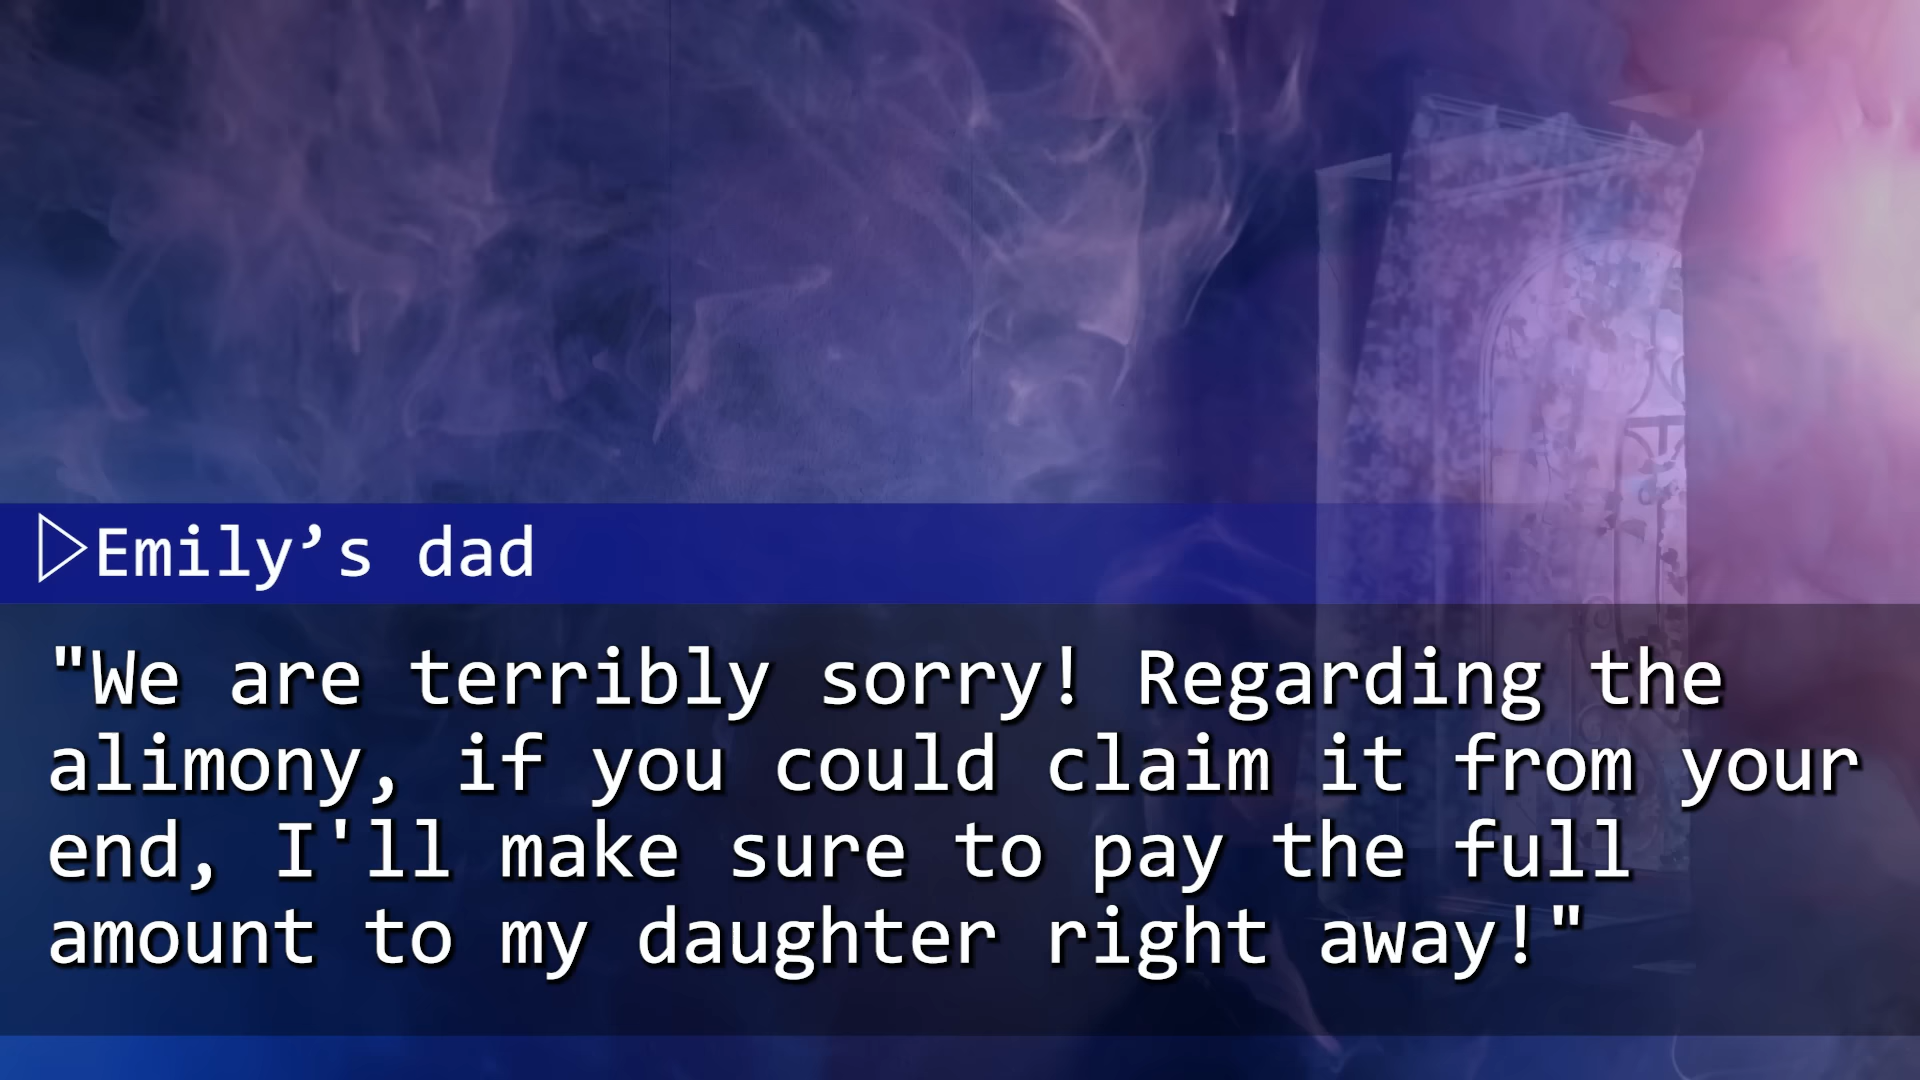 ▷Emily’s dad
"We are terribly sorry! Regarding the
alimony, if you could claim it from your
end, I'll make sure to pay the full
amount to my daughter right away!"